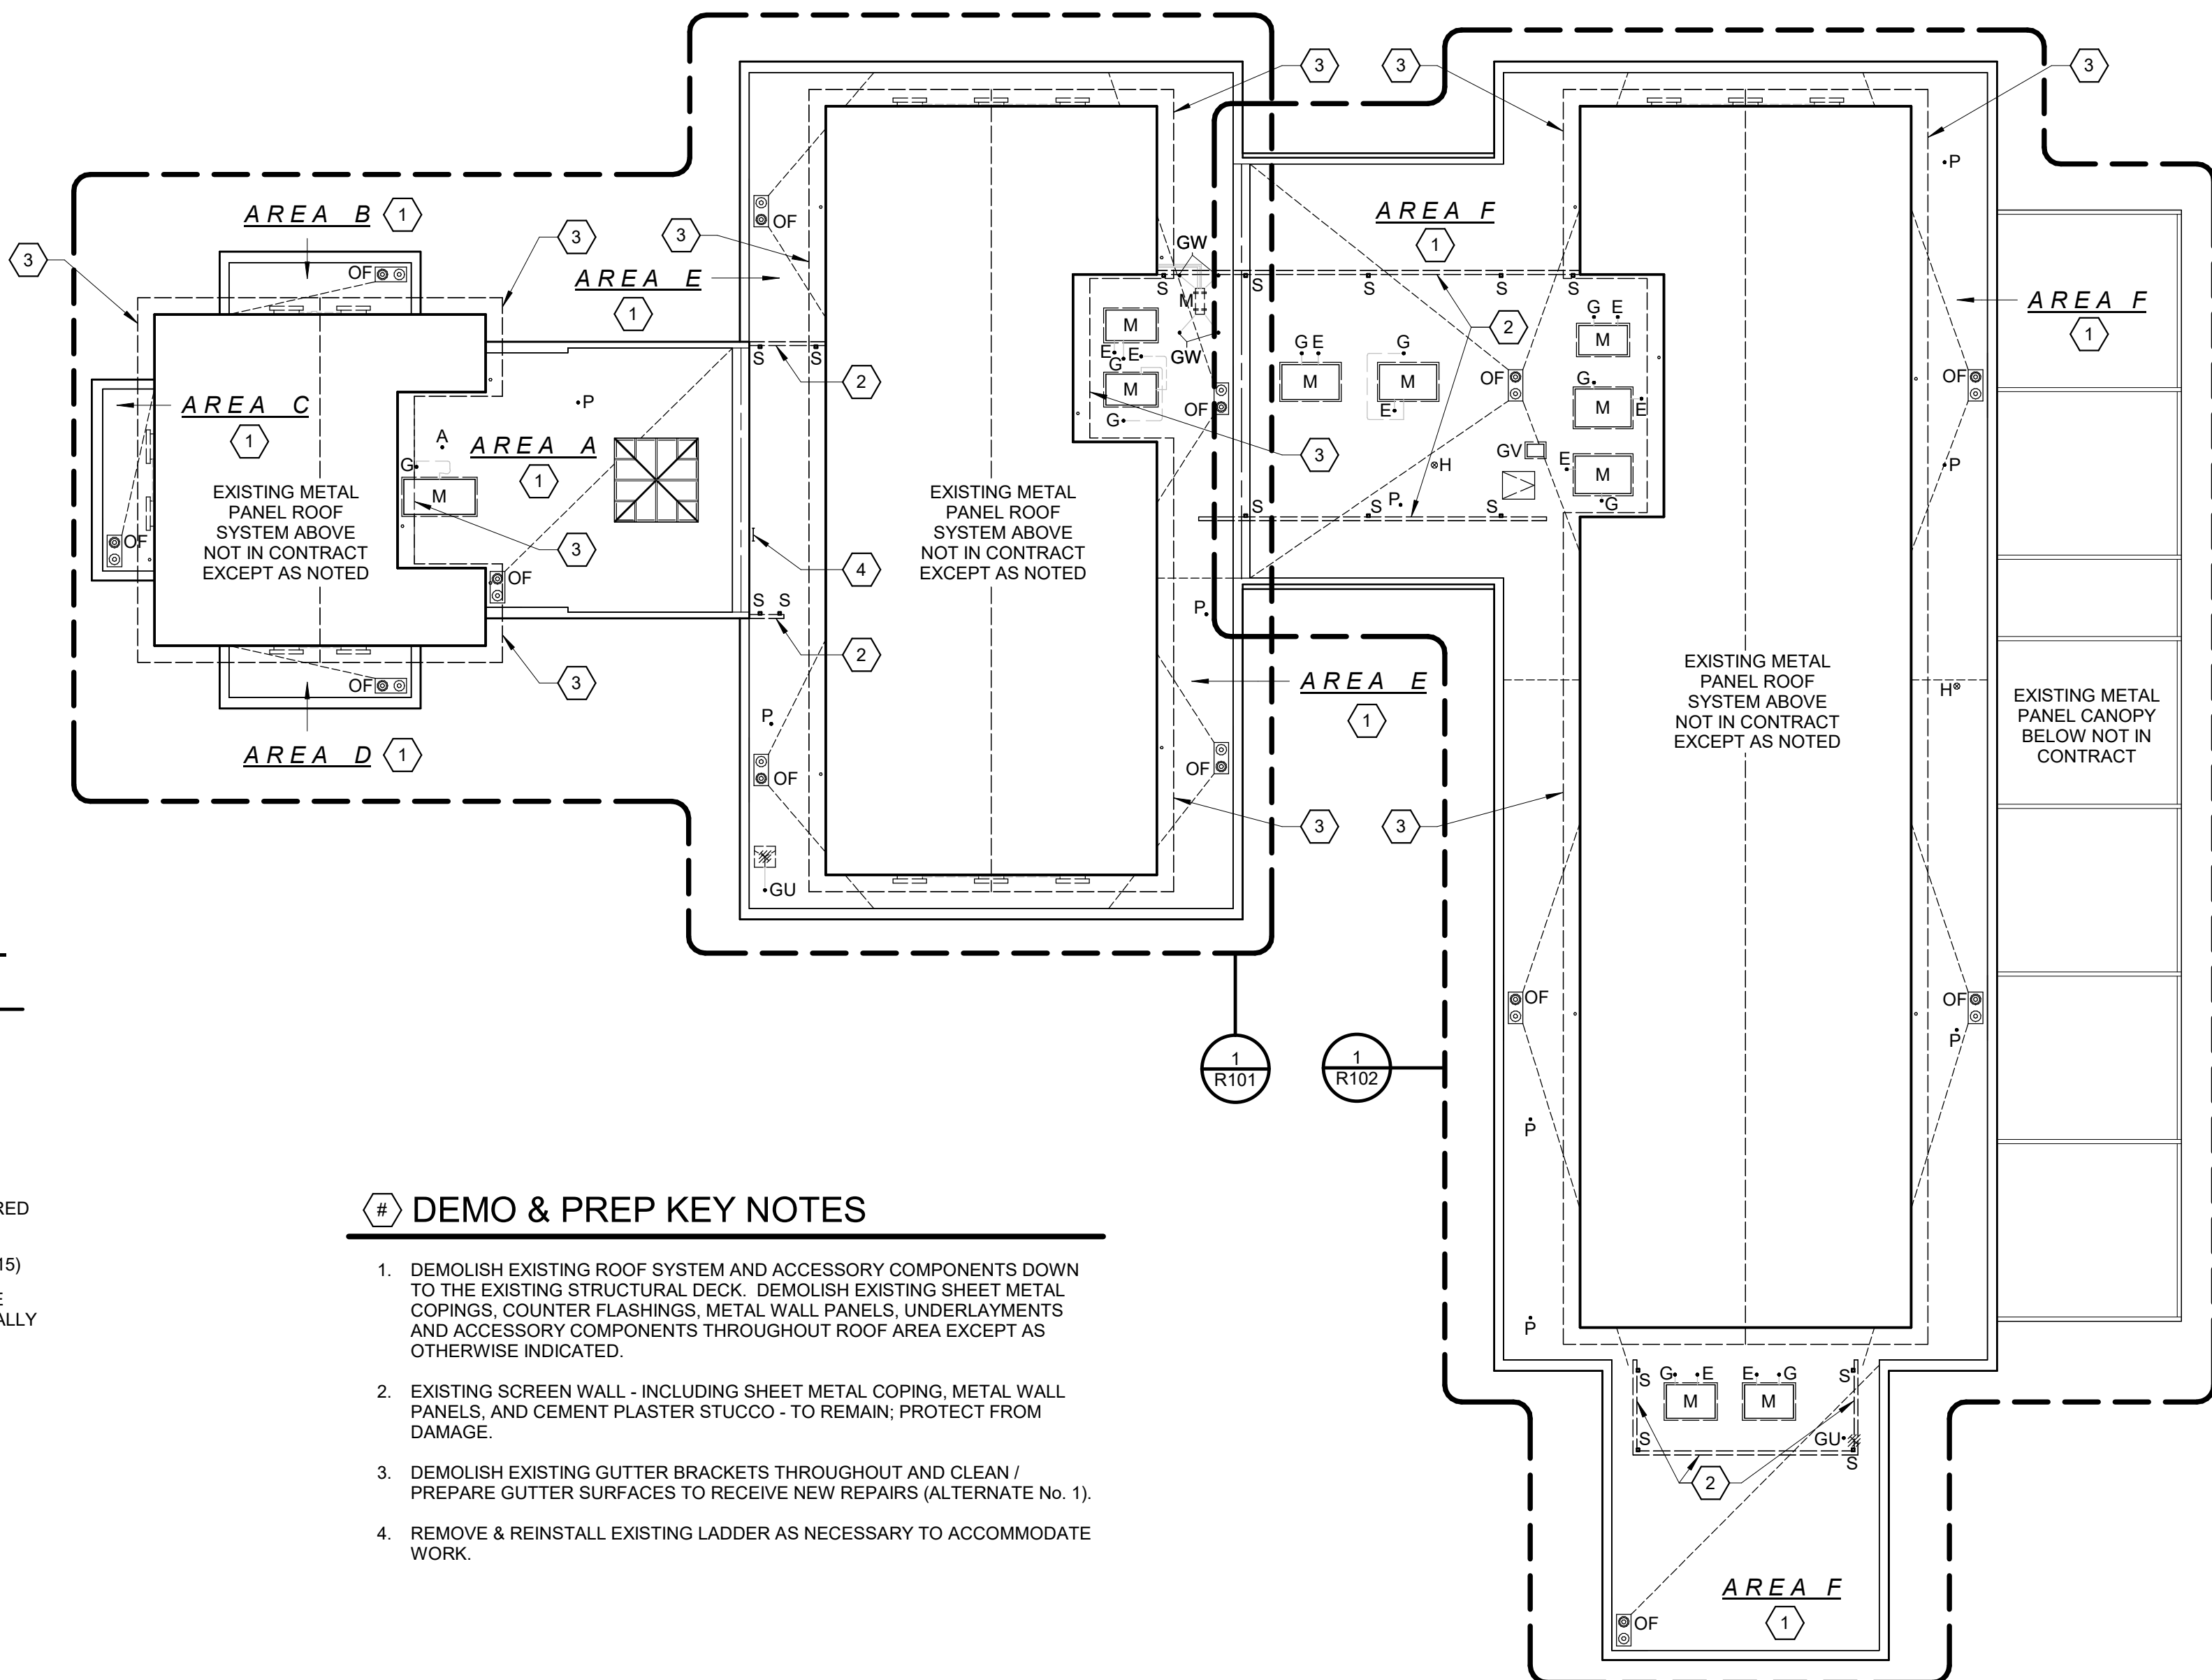 3
3
3
3
P
AREA B 1
AREA F
1
3
3
OF
OF
3
AREA E
1
GW
S
M
GW
S
S
S
S
2
AREA F
1
G E
M
M
E
G
E
M
G
G E
M
G
M
E
OF
G
M
E
OF
OF
OF
S
S
2
AREA C
1
P
A
AREA A
1
G
M
3
GV
H
E
M
G
P
3
S
S
P
S
EXISTING METAL
PANEL ROOF
SYSTEM ABOVE
NOT IN CONTRACT
EXCEPT AS NOTED
EXISTING METAL
PANEL ROOF
SYSTEM ABOVE
NOT IN CONTRACT
EXCEPT AS NOTED
OF
3
4
OF
S S
P
2
3
OF
AREA E
1
EXISTING METAL
PANEL ROOF
SYSTEM ABOVE
NOT IN CONTRACT
EXCEPT AS NOTED
H
EXISTING METAL
PANEL CANOPY
BELOW NOT IN
CONTRACT
P
AREA D 1
OF
OF
3
3
GU
OF
OF
P
1
R101
1
R102
P
P
RED
15)
E
ALLY
# DEMO & PREP KEY NOTES
1. DEMOLISH EXISTING ROOF SYSTEM AND ACCESSORY COMPONENTS DOWN
TO THE EXISTING STRUCTURAL DECK. DEMOLISH EXISTING SHEET METAL
COPINGS, COUNTER FLASHINGS, METAL WALL PANELS, UNDERLAYMENTS
AND ACCESSORY COMPONENTS THROUGHOUT ROOF AREA EXCEPT AS
OTHERWISE INDICATED.
2. EXISTING SCREEN WALL - INCLUDING SHEET METAL COPING, METAL WALL
PANELS, AND CEMENT PLASTER STUCCO - TO REMAIN; PROTECT FROM
DAMAGE.
3. DEMOLISH EXISTING GUTTER BRACKETS THROUGHOUT AND CLEAN /
PREPARE GUTTER SURFACES TO RECEIVE NEW REPAIRS (ALTERNATE No. 1).
4. REMOVE & REINSTALL EXISTING LADDER AS NECESSARY TO ACCOMMODATE
WORK.
S
G E
E G
S
M
M
S
GU
S
2
AREA F
1
OF